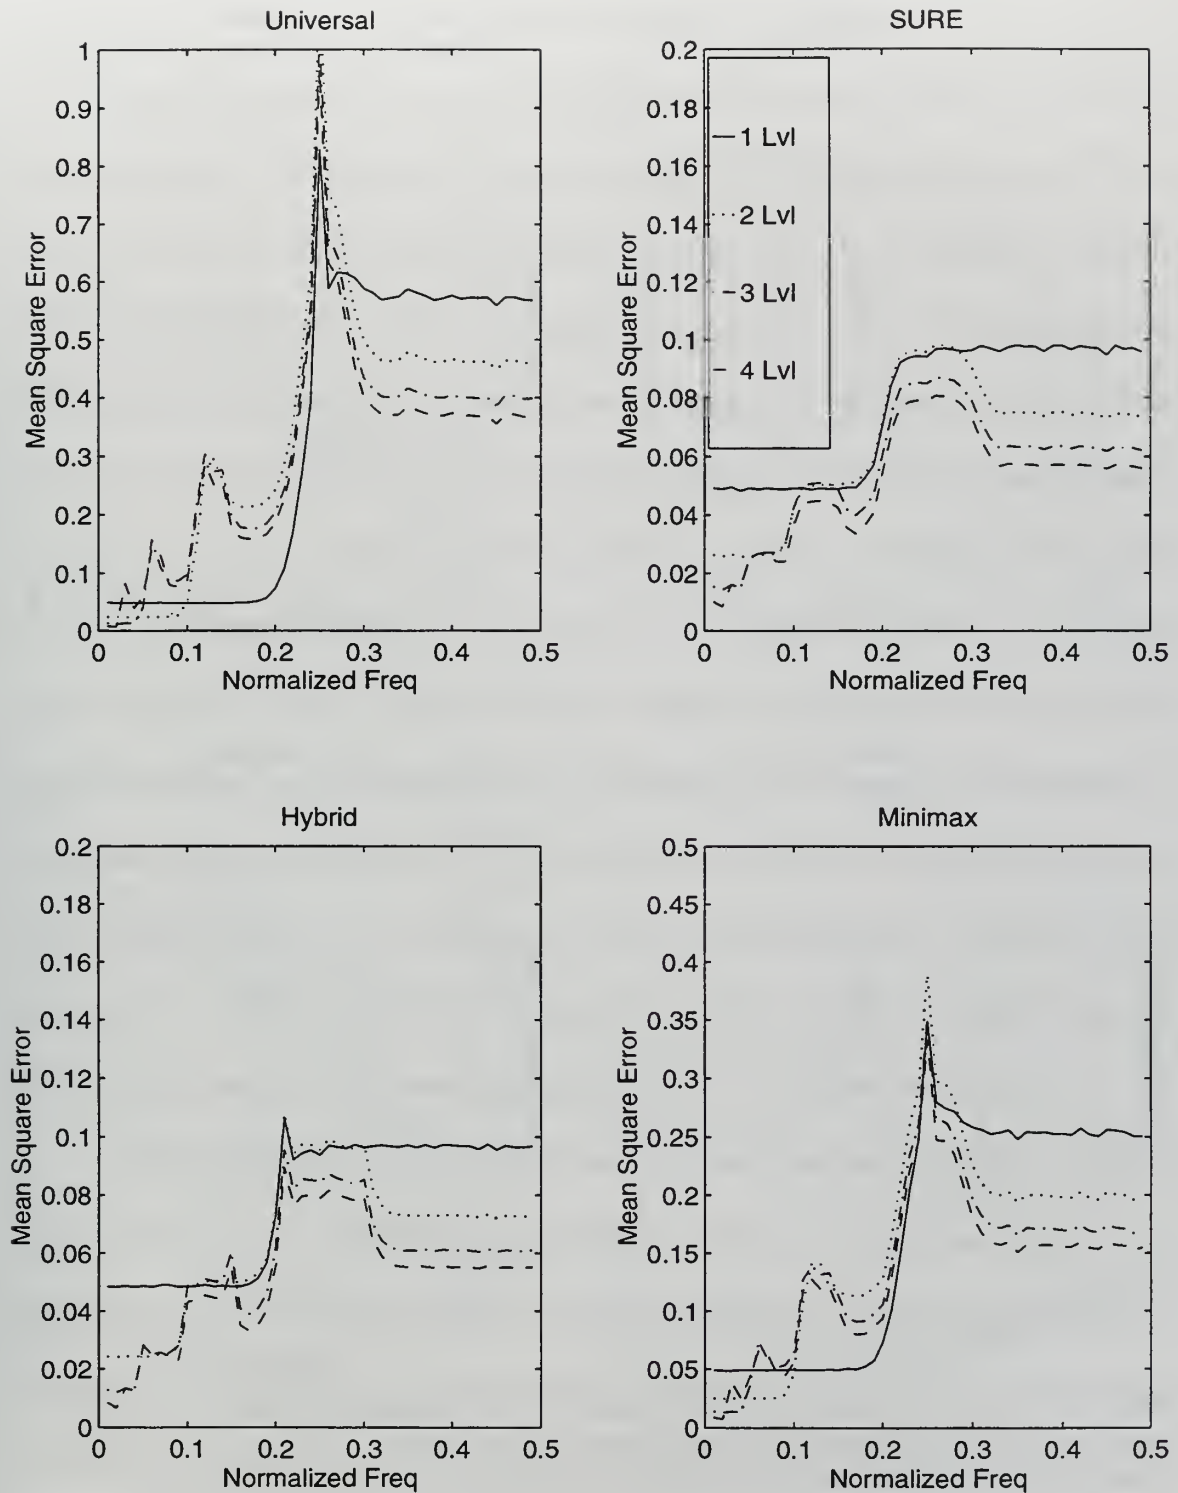 Universal
1
0.9
0.8
0.7
0.6
0.5
0.4
0.3
0.2
0.1
0
0 0.1 0.2 0.3 0.4 0.5
Mean Square Error
Normalized Freq
SURE
0.2
0.18
0.16
0.14
0.12
0.1
0.08
0.06
0.04
0.02
0
0 0.1 0.2 0.3 0.4 0.5
Mean Square Error
Normalized Freq
1 Lvl
2 Lvl
3 Lvl
4 Lvl
Hybrid
0.2
0.18
0.16
0.14
0.12
0.1
0.08
0.06
0.04
0.02
0
0 0.1 0.2 0.3 0.4 0.5
Mean Square Error
Normalized Freq
Minimax
0.5
0.45
0.4
0.35
0.3
0.25
0.2
0.15
0.1
0.05
0
0 0.1 0.2 0.3 0.4 0.5
Mean Square Error
Normalized Freq